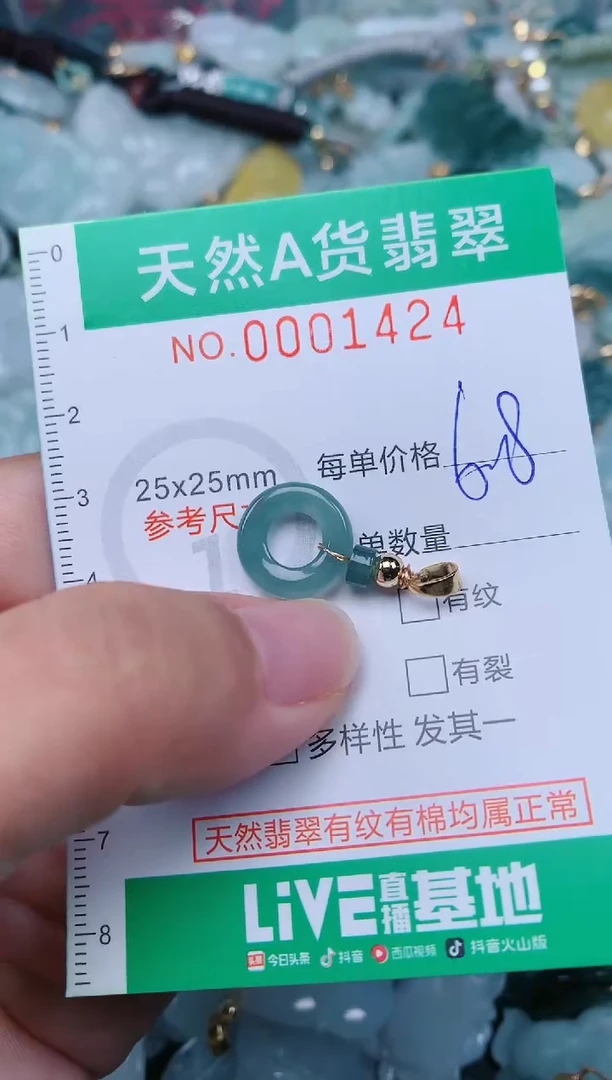 0
天然A货翡翠
NO.0001424
1
2
每单价格 68
3
25x25mm
参考尺
单数量
4
有纹
有裂
多样性 发其一
7
天然翡翠有纹有棉均属正常
LiVE直播基地
8
今日头条 抖音 西瓜视频 抖音火山版